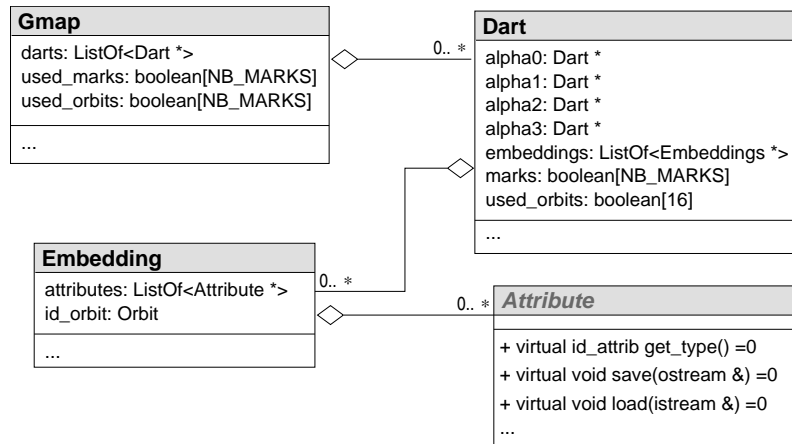 Gmap
darts: ListOf<Dart *>
used_marks: boolean[NB_MARKS]
used_orbits: boolean[NB_MARKS]
...
0.. *
Dart
alpha0: Dart *
alpha1: Dart *
alpha2: Dart *
alpha3: Dart *
embeddings: ListOf<Embeddings *>
marks: boolean[NB_MARKS]
used_orbits: boolean[16]
...
Embedding
attributes: ListOf<Attribute *>
id_orbit: Orbit
...
0.. *
0.. *
Attribute
+ virtual id_attrib get_type() =0
+ virtual void save(ostream &) =0
+ virtual void load(istream &) =0
...